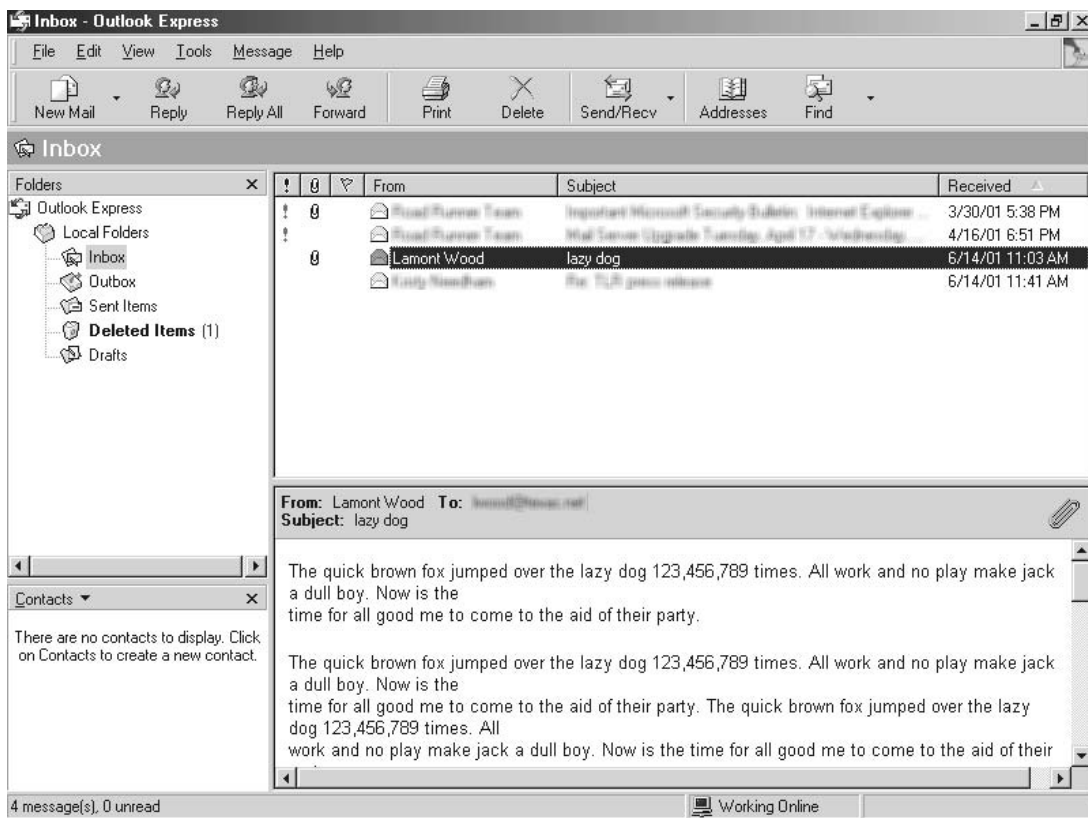 Inbox - Outlook Express
File Edit View Tools Message Help
New Mail Reply Reply All Forward Print Delete Send/Recv Addresses Find
Inbox
Folders
Outlook Express
Local Folders
Inbox
Outbox
Sent Items
Deleted Items (1)
Drafts
Contacts
There are no contacts to display. Click
on Contacts to create a new contact.
! From Subject Received
! 3/30/01 5:38 PM
! 4/16/01 6:51 PM
Lamont Wood lazy dog 6/14/01 11:03 AM
6/14/01 11:41 AM
From: Lamont Wood To:
Subject: lazy dog
The quick brown fox jumped over the lazy dog 123,456,789 times. All work and no play make jack
a dull boy. Now is the
time for all good me to come to the aid of their party.
The quick brown fox jumped over the lazy dog 123,456,789 times. All work and no play make jack
a dull boy. Now is the
time for all good me to come to the aid of their party. The quick brown fox jumped over the lazy
dog 123,456,789 times. All
work and no play make jack a dull boy. Now is the time for all good me to come to the aid of their
4 message(s), 0 unread
Working Online